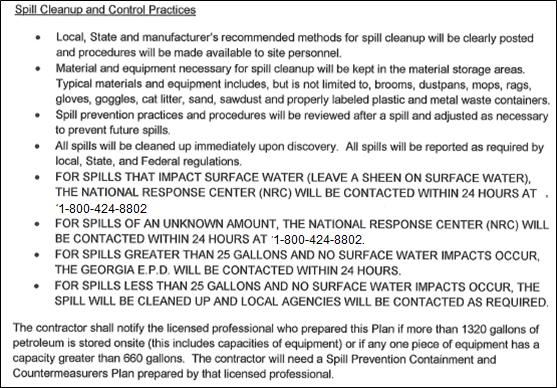 Spill Cleanup and Control Practices
• Local, State and manufacturer's recommended methods for spill cleanup will be clearly posted
and procedures will be made available to site personnel.
• Material and equipment necessary for spill cleanup will be kept in the material storage areas.
Typical materials and equipment includes, but is not limited to, brooms, dustpans, mops, rags,
gloves, goggles, cat litter, sand, sawdust and properly labeled plastic and metal waste containers.
• Spill prevention practices and procedures will be reviewed after a spill and adjusted as necessary
to prevent future spills.
• All spills will be cleaned up immediately upon discovery. All spills will be reported as required by
local, State, and Federal regulations.
• FOR SPILLS THAT IMPACT SURFACE WATER (LEAVE A SHEEN ON SURFACE WATER),
THE NATIONAL RESPONSE CENTER (NRC) WILL BE CONTACTED WITHIN 24 HOURS AT
1-800-424-8802
• FOR SPILLS OF AN UNKNOWN AMOUNT, THE NATIONAL RESPONSE CENTER (NRC) WILL
BE CONTACTED WITHIN 24 HOURS AT 1-800-424-8802.
• FOR SPILLS GREATER THAN 25 GALLONS AND NO SURFACE WATER IMPACTS OCCUR,
THE GEORGIA E.P.D. WILL BE CONTACTED WITHIN 24 HOURS.
• FOR SPILLS LESS THAN 25 GALLONS AND NO SURFACE WATER IMPACTS OCCUR, THE
SPILL WILL BE CLEANED UP AND LOCAL AGENCIES WILL BE CONTACTED AS REQUIRED.
The contractor shall notify the licensed professional who prepared this Plan if more than 1320 gallons of
petroleum is stored onsite (this includes capacities of equipment) or if any one piece of equipment has a
capacity greater than 660 gallons. The contractor will need a Spill Prevention Containment and
Countermeasures Plan prepared by that licensed professional.